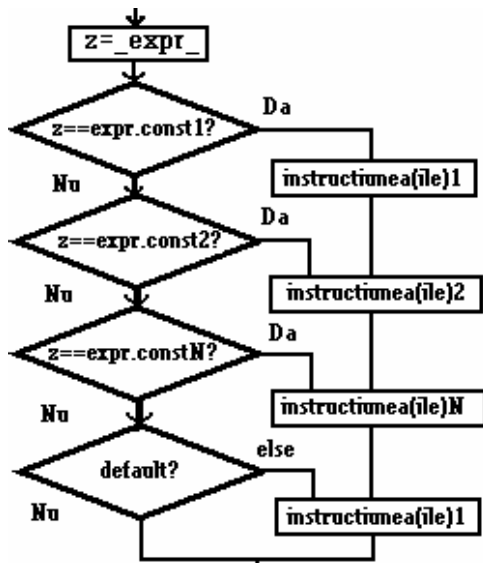 z=_expr_
z==expr.const1?
Da
Nu
instructiunea(ile)1
z==expr.const2?
Da
Nu
instructiunea(ile)2
z==expr.constN?
Da
Nu
instructiunea(ile)N
default?
else
Nu
instructiunea(ile)1